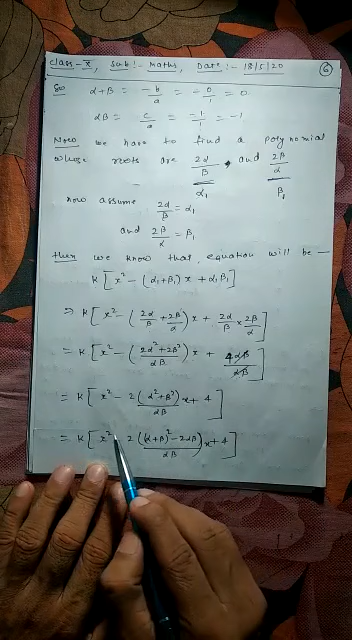 Class - X, Sub! - Maths, Date! - 18/5/20 ⑥
So α+β = -b/a = -0/1 = 0
αβ = c/a = -1/1 = -1
Now we have to find a polynomial
whose roots are 2α/β, and 2β/α
α₁ β₁
now assume 2α/β = α₁
and 2β/α = β₁
then we know that, equation will be —
K[x² - (α₁+β₁)x + α₁β₁]
⇒ K[x² - (2α/β + 2β/α)x + 2α/β × 2β/α]
= K[x² - (2α²+2β²/αβ)x + 4αβ/αβ]
= K[x² - 2(α²+β²)/αβ x + 4]
= K[x² 2((α+β)²-2αβ)/αβ x + 4]